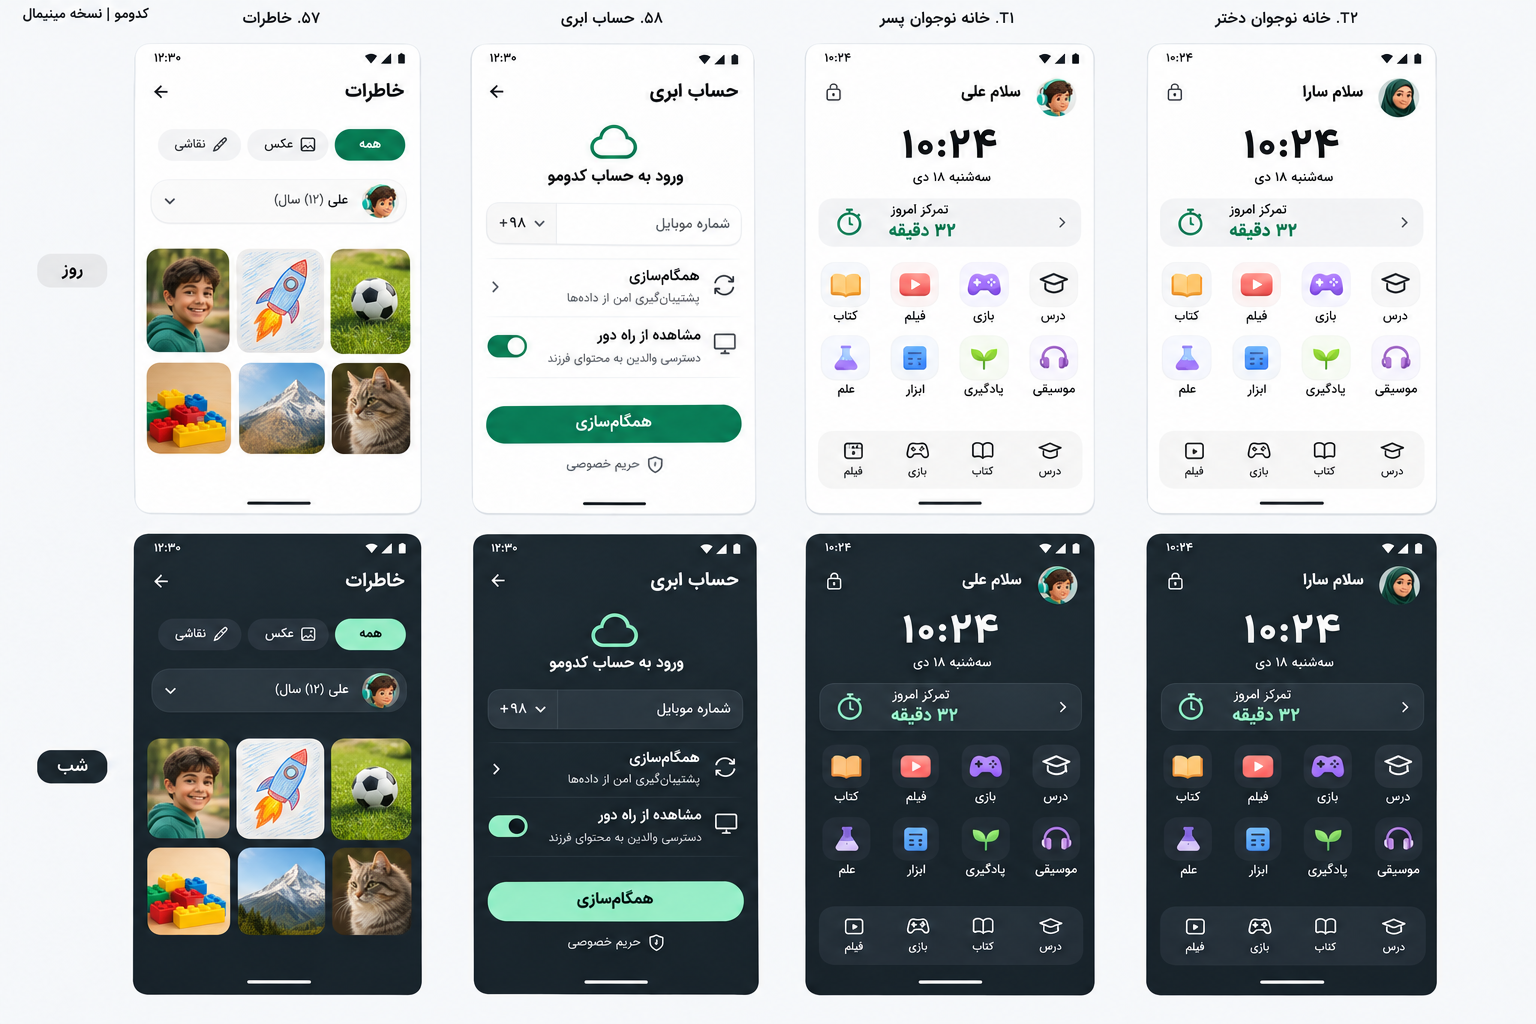 کدومو | نسخه مینیمال
۵۷. خاطرات
۵۸. حساب ابری
T۱. خانه نوجوان پسر
T۲. خانه نوجوان دختر
روز
۱۲:۳۰
خاطرات
همه
عکس
نقاشی
علی (۱۲ سال)
۱۲:۳۰
حساب ابری
ورود به حساب کدومو
شماره موبایل
+۹۸
همگام‌سازی
پشتیبان‌گیری امن از داده‌ها
مشاهده از راه دور
دسترسی والدین به محتوای فرزند
همگام‌سازی
حریم خصوصی
۱۰:۲۴
سلام علی
۱۰:۲۴
سه‌شنبه ۱۸ دی
تمرکز امروز
۳۲ دقیقه
درس
بازی
فیلم
کتاب
موسیقی
یادگیری
ابزار
علم
درس
کتاب
بازی
فیلم
۱۰:۲۴
سلام سارا
۱۰:۲۴
سه‌شنبه ۱۸ دی
تمرکز امروز
۳۲ دقیقه
درس
بازی
فیلم
کتاب
موسیقی
یادگیری
ابزار
علم
درس
کتاب
بازی
فیلم
شب
۱۲:۳۰
خاطرات
همه
عکس
نقاشی
علی (۱۲ سال)
۱۲:۳۰
حساب ابری
ورود به حساب کدومو
شماره موبایل
+۹۸
همگام‌سازی
پشتیبان‌گیری امن از داده‌ها
مشاهده از راه دور
دسترسی والدین به محتوای فرزند
همگام‌سازی
حریم خصوصی
۱۰:۲۴
سلام علی
۱۰:۲۴
سه‌شنبه ۱۸ دی
تمرکز امروز
۳۲ دقیقه
درس
بازی
فیلم
کتاب
موسیقی
یادگیری
ابزار
علم
درس
کتاب
بازی
فیلم
۱۰:۲۴
سلام سارا
۱۰:۲۴
سه‌شنبه ۱۸ دی
تمرکز امروز
۳۲ دقیقه
درس
بازی
فیلم
کتاب
موسیقی
یادگیری
ابزار
علم
درس
کتاب
بازی
فیلم